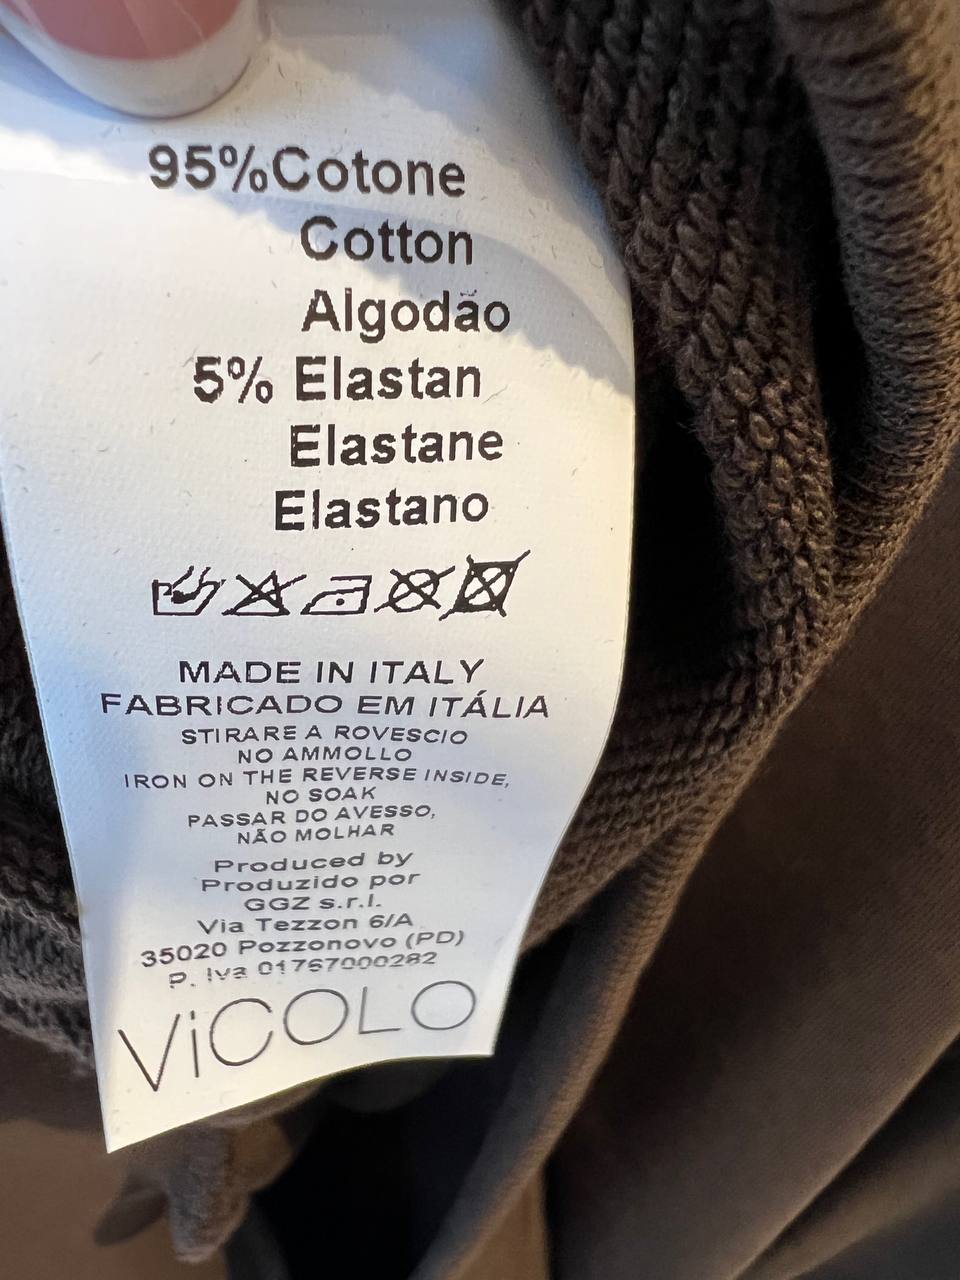 95%Cotone
Cotton
Algodão
5% Elastan
Elastane
Elastano
MADE IN ITALY
FABRICADO EM ITÁLIA
STIRARE A ROVESCIO
NO AMMOLLO
IRON ON THE REVERSE INSIDE,
NO SOAK
PASSAR DO AVESSO,
NÃO MOLHAR
Produced by
Produzido por
GGZ s.r.l.
Via Tezzon 6/A
35020 Pozzonovo (PD)
P. Iva 01767000282
ViCOLO